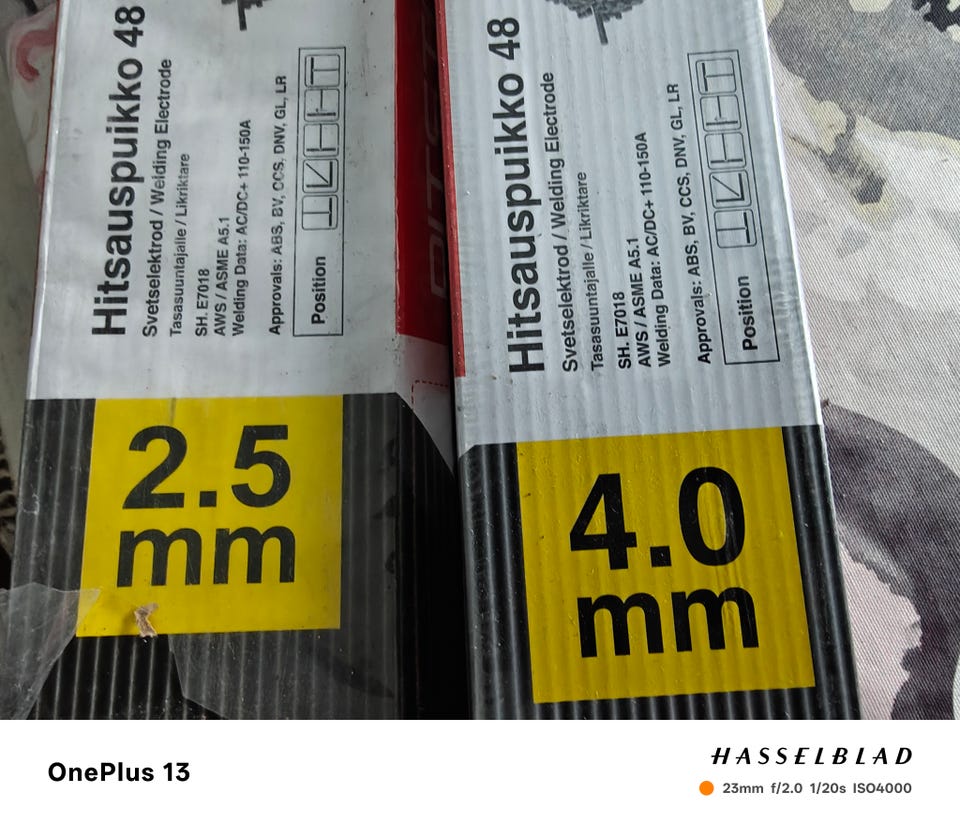 Hitsauspuikko 48
Svetselektrod / Welding Electrode
Tasasuuntajalle / Likriktare
SH. E7018
AWS / ASME A5.1
Welding Data: AC/DC+ 110-150A
Approvals: ABS, BV, CCS, DNV, GL, LR
Position
2.5
mm
Hitsauspuikko 48
Svetselektrod / Welding Electrode
Tasasuuntajalle / Likriktare
SH. E7018
AWS / ASME A5.1
Welding Data: AC/DC+ 110-150A
Approvals: ABS, BV, CCS, DNV, GL, LR
Position
4.0
mm
OnePlus 13
HASSELBLAD
23mm f/2.0 1/20s ISO4000